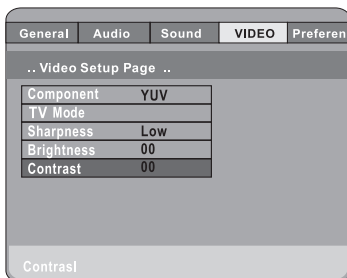 General Audio Sound VIDEO Preferen
.. Video Setup Page ..
Component YUV
TV Mode
Sharpness Low
Brightness 00
Contrast 00
Contrasl